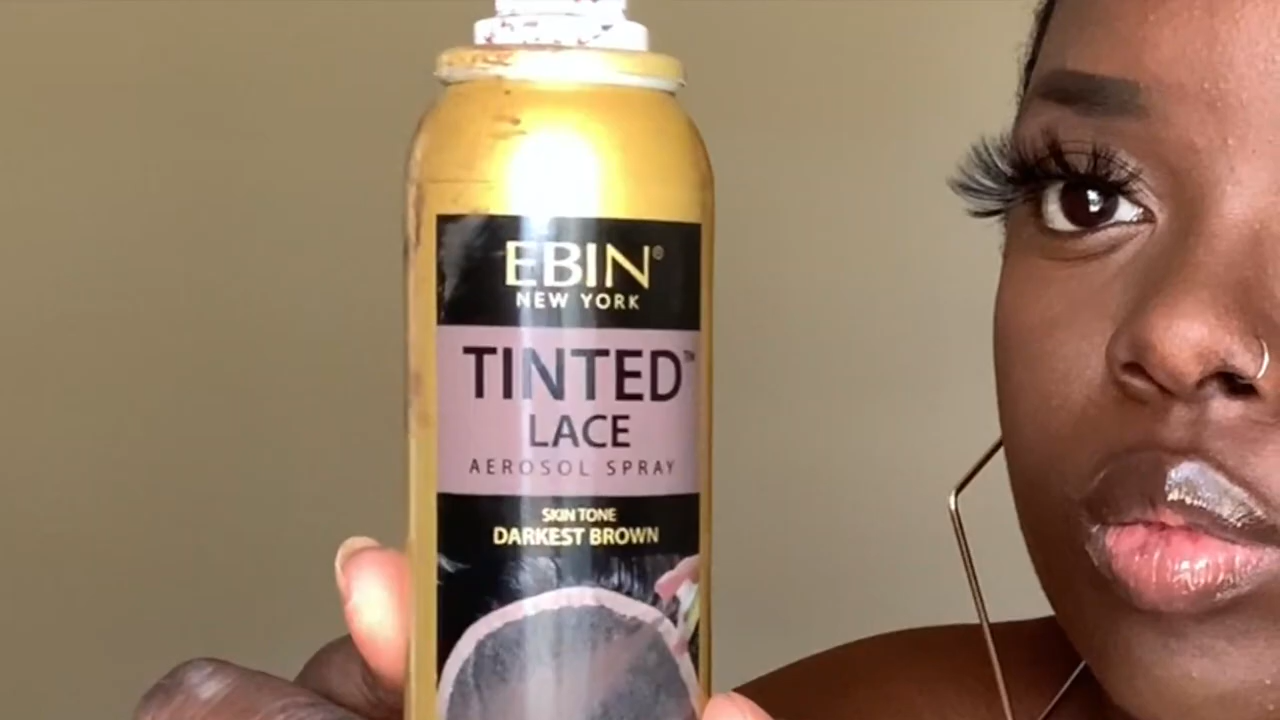 EBIN®
NEW YORK
TINTED™
LACE
AEROSOL SPRAY
SKIN TONE
DARKEST BROWN